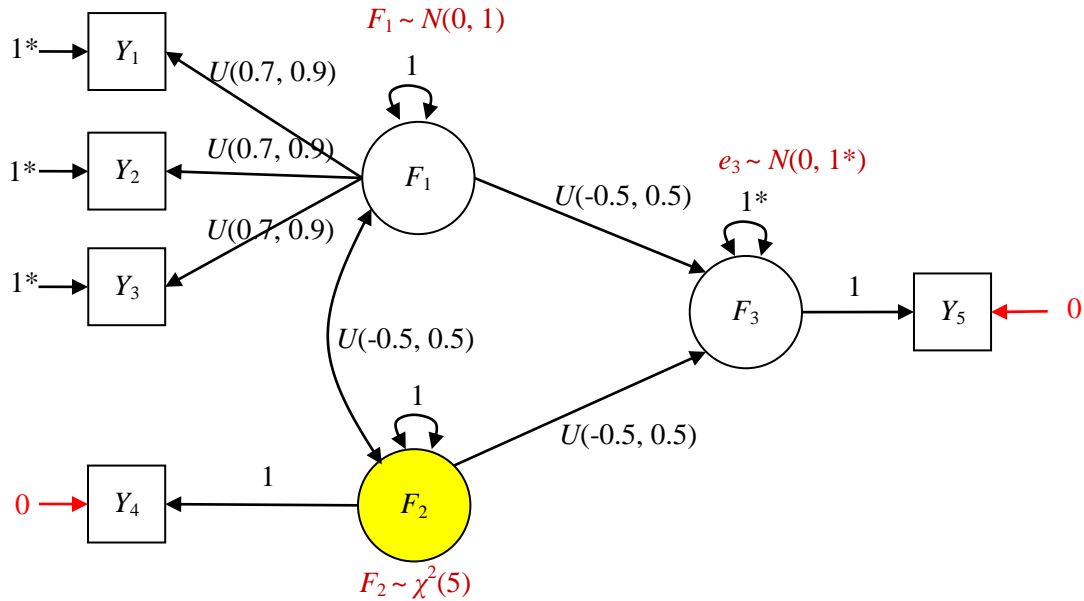 F₁ ~ N(0, 1)
1*
Y₁
U(0.7, 0.9)
1
1*
Y₂
U(0.7, 0.9)
F₁
e₃ ~ N(0, 1*)
U(-0.5, 0.5)
1*
1*
Y₃
U(0.7, 0.9)
F₃
1
Y₅
0
U(-0.5, 0.5)
1
U(-0.5, 0.5)
0
Y₄
1
F₂
F₂ ~ χ²(5)